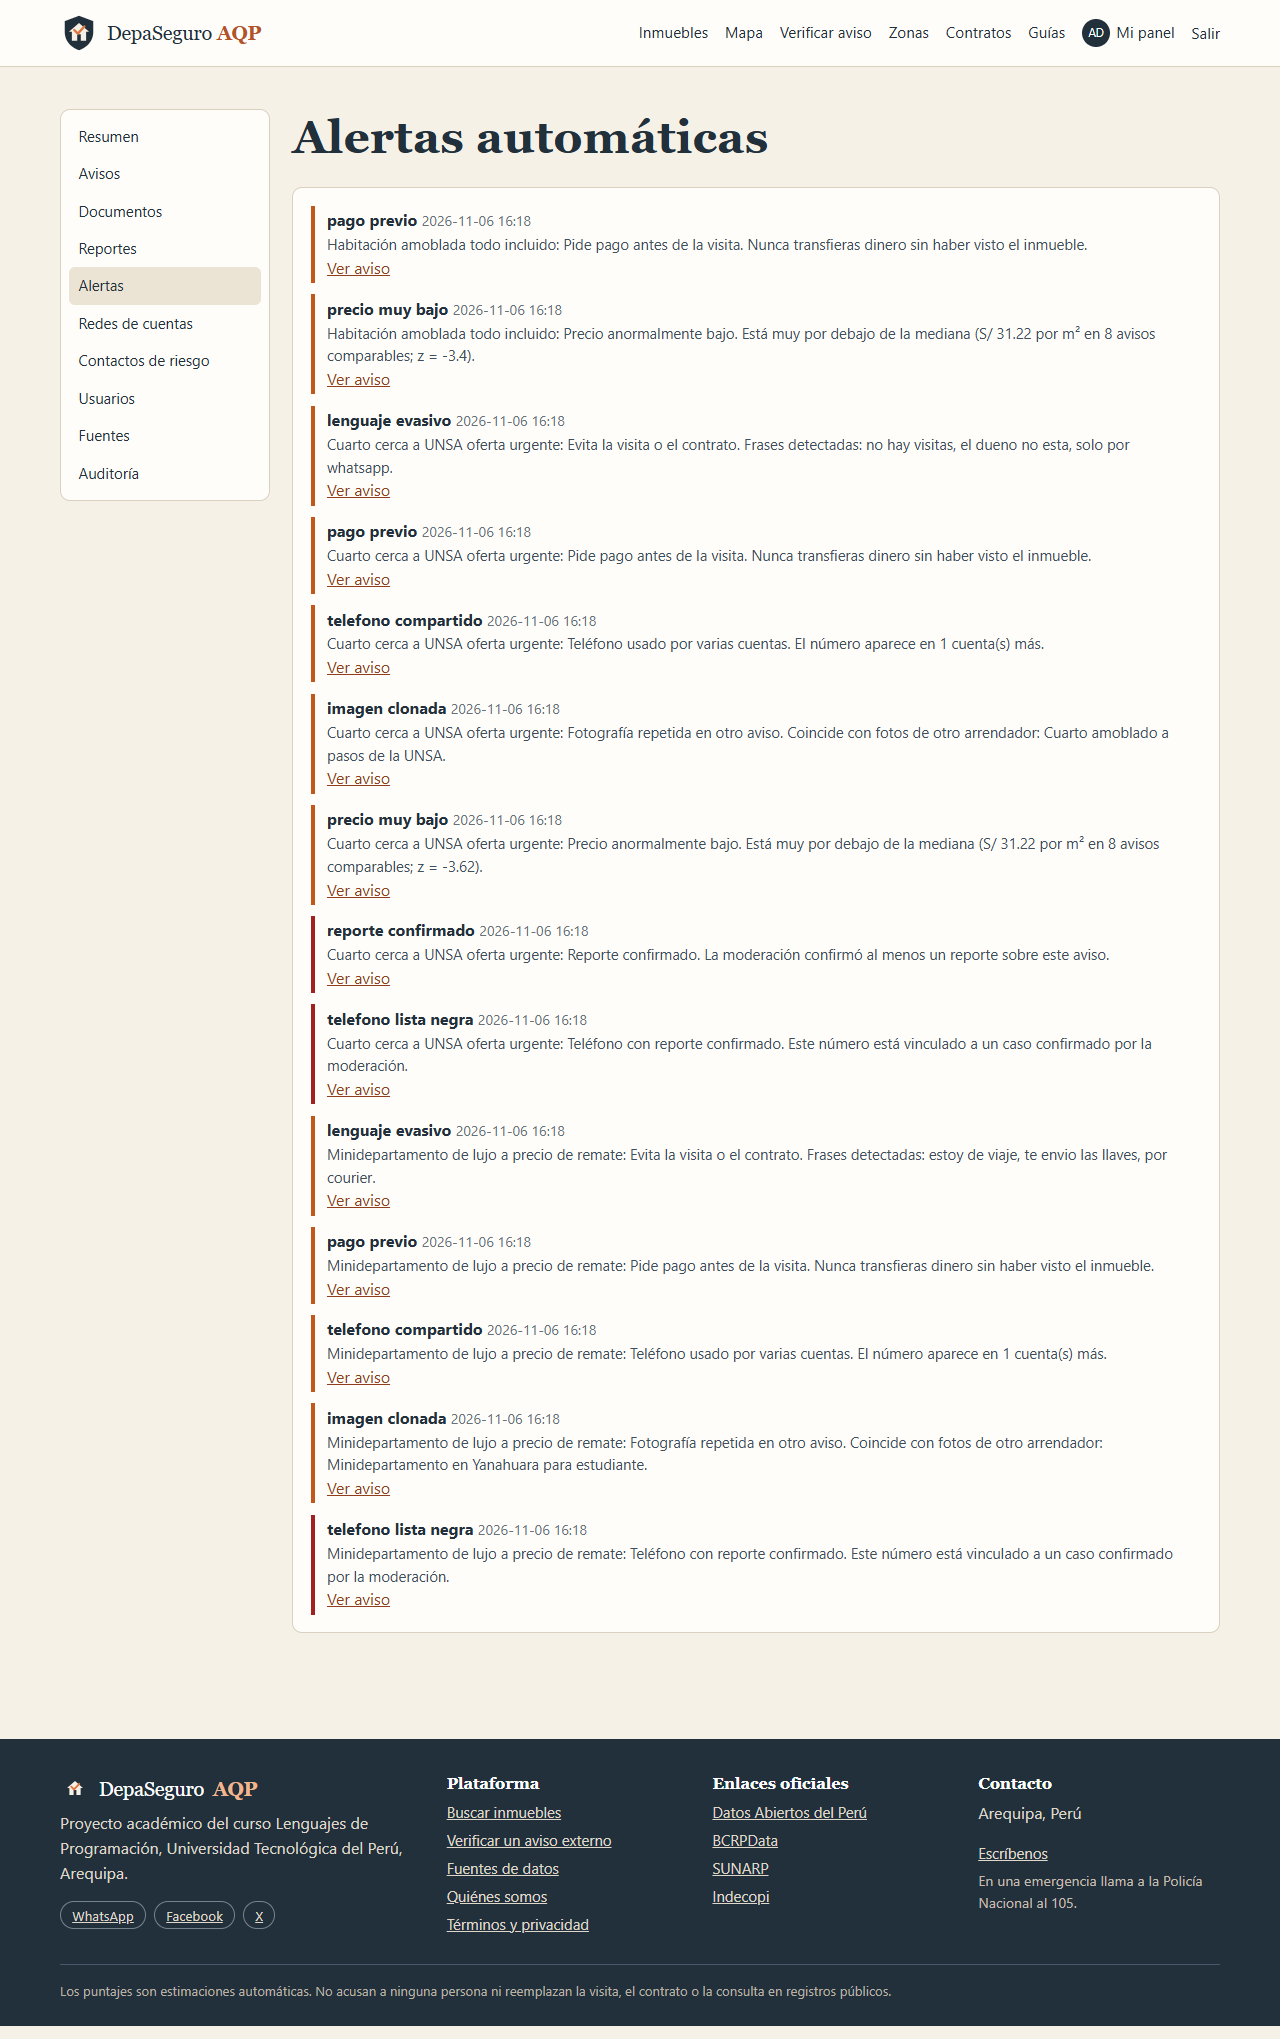 DepaSeguro AQP
Inmuebles Mapa Verificar aviso Zonas Contratos Guías AD Mi panel Salir
Resumen
Avisos
Documentos
Reportes
Alertas
Redes de cuentas
Contactos de riesgo
Usuarios
Fuentes
Auditoría
Alertas automáticas
pago previo 2026-11-06 16:18
Habitación amoblada todo incluido: Pide pago antes de la visita. Nunca transfieras dinero sin haber visto el inmueble.
Ver aviso
precio muy bajo 2026-11-06 16:18
Habitación amoblada todo incluido: Precio anormalmente bajo. Está muy por debajo de la mediana (S/ 31.22 por m² en 8 avisos
comparables; z = -3.4).
Ver aviso
lenguaje evasivo 2026-11-06 16:18
Cuarto cerca a UNSA oferta urgente: Evita la visita o el contrato. Frases detectadas: no hay visitas, el dueno no esta, solo por
whatsapp.
Ver aviso
pago previo 2026-11-06 16:18
Cuarto cerca a UNSA oferta urgente: Pide pago antes de la visita. Nunca transfieras dinero sin haber visto el inmueble.
Ver aviso
telefono compartido 2026-11-06 16:18
Cuarto cerca a UNSA oferta urgente: Teléfono usado por varias cuentas. El número aparece en 1 cuenta(s) más.
Ver aviso
imagen clonada 2026-11-06 16:18
Cuarto cerca a UNSA oferta urgente: Fotografía repetida en otro aviso. Coincide con fotos de otro arrendador: Cuarto amoblado a
pasos de la UNSA.
Ver aviso
precio muy bajo 2026-11-06 16:18
Cuarto cerca a UNSA oferta urgente: Precio anormalmente bajo. Está muy por debajo de la mediana (S/ 31.22 por m² en 8 avisos
comparables; z = -3.62).
Ver aviso
reporte confirmado 2026-11-06 16:18
Cuarto cerca a UNSA oferta urgente: Reporte confirmado. La moderación confirmó al menos un reporte sobre este aviso.
Ver aviso
telefono lista negra 2026-11-06 16:18
Cuarto cerca a UNSA oferta urgente: Teléfono con reporte confirmado. Este número está vinculado a un caso confirmado por la
moderación.
Ver aviso
lenguaje evasivo 2026-11-06 16:18
Minidepartamento de lujo a precio de remate: Evita la visita o el contrato. Frases detectadas: estoy de viaje, te envio las llaves, por
courier.
Ver aviso
pago previo 2026-11-06 16:18
Minidepartamento de lujo a precio de remate: Pide pago antes de la visita. Nunca transfieras dinero sin haber visto el inmueble.
Ver aviso
telefono compartido 2026-11-06 16:18
Minidepartamento de lujo a precio de remate: Teléfono usado por varias cuentas. El número aparece en 1 cuenta(s) más.
Ver aviso
imagen clonada 2026-11-06 16:18
Minidepartamento de lujo a precio de remate: Fotografía repetida en otro aviso. Coincide con fotos de otro arrendador:
Minidepartamento en Yanahuara para estudiante.
Ver aviso
telefono lista negra 2026-11-06 16:18
Minidepartamento de lujo a precio de remate: Teléfono con reporte confirmado. Este número está vinculado a un caso confirmado
por la moderación.
Ver aviso
DepaSeguro AQP
Proyecto académico del curso Lenguajes de
Programación, Universidad Tecnológica del Perú,
Arequipa.
WhatsApp Facebook X
Plataforma
Buscar inmuebles
Verificar un aviso externo
Fuentes de datos
Quiénes somos
Términos y privacidad
Enlaces oficiales
Datos Abiertos del Perú
BCRPData
SUNARP
Indecopi
Contacto
Arequipa, Perú
Escríbenos
En una emergencia llama a la Policía
Nacional al 105.
Los puntajes son estimaciones automáticas. No acusan a ninguna persona ni reemplazan la visita, el contrato o la consulta en registros públicos.